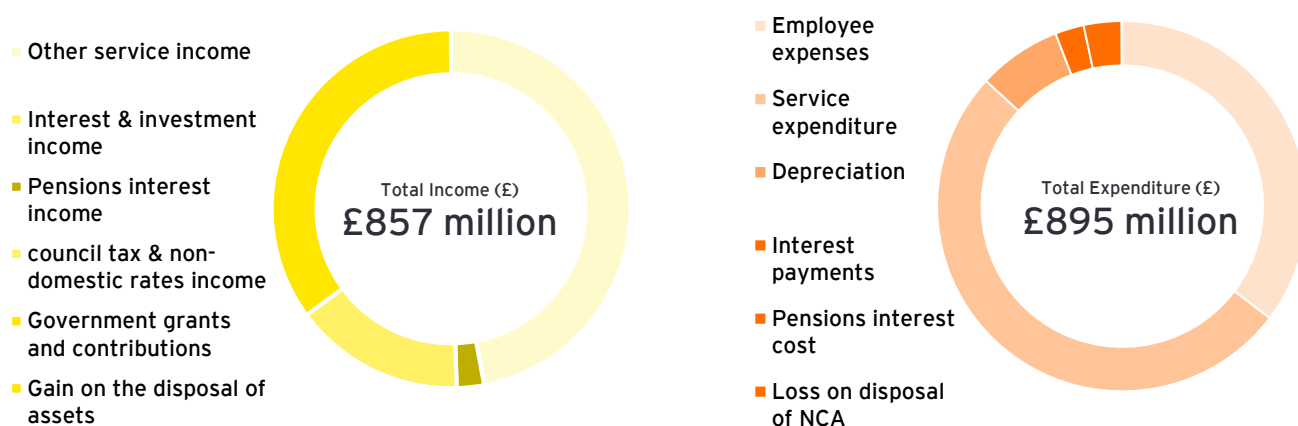 Other service income
Interest & investment
income
Pensions interest
income
council tax & non-
domestic rates income
Government grants
and contributions
Gain on the disposal of
assets
Total Income (£)
£857 million
Employee
expenses
Service
expenditure
Depreciation
Interest
payments
Pensions interest
cost
Loss on disposal
of NCA
Total Expenditure (£)
£895 million